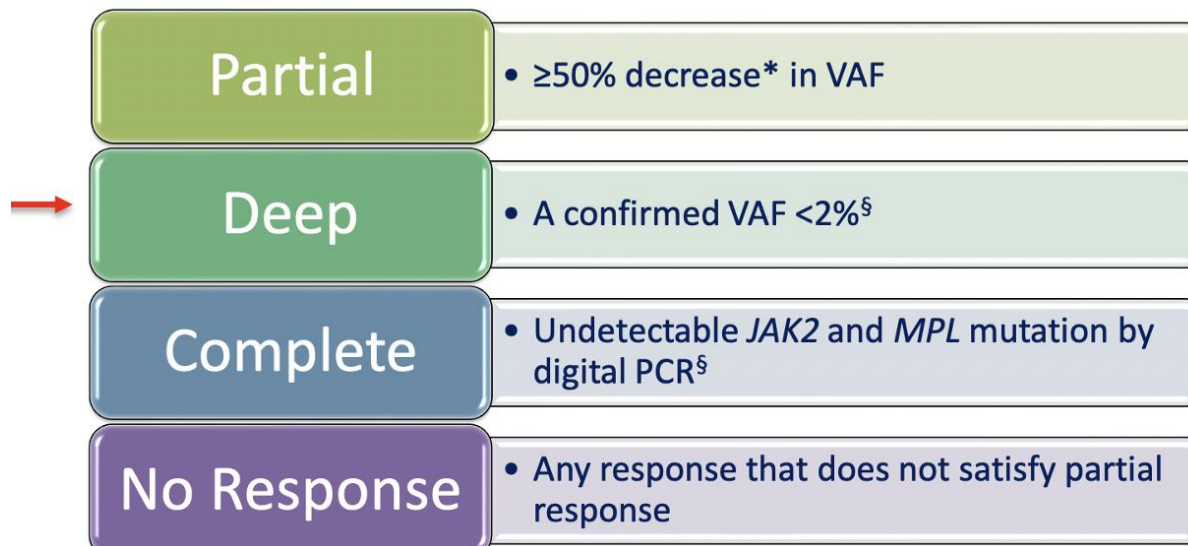 Partial
• ≥50% decrease* in VAF
Deep
• A confirmed VAF <2%§
Complete
• Undetectable JAK2 and MPL mutation by
digital PCR§
No Response
• Any response that does not satisfy partial
response